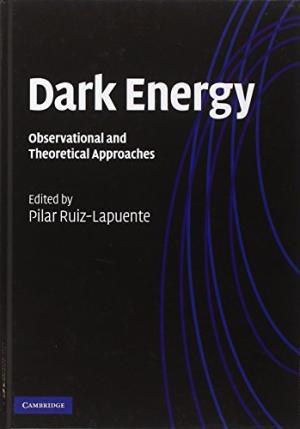 Dark Energy
Observational and
Theoretical Approaches
Edited by
Pilar Ruiz-Lapuente
CAMBRIDGE